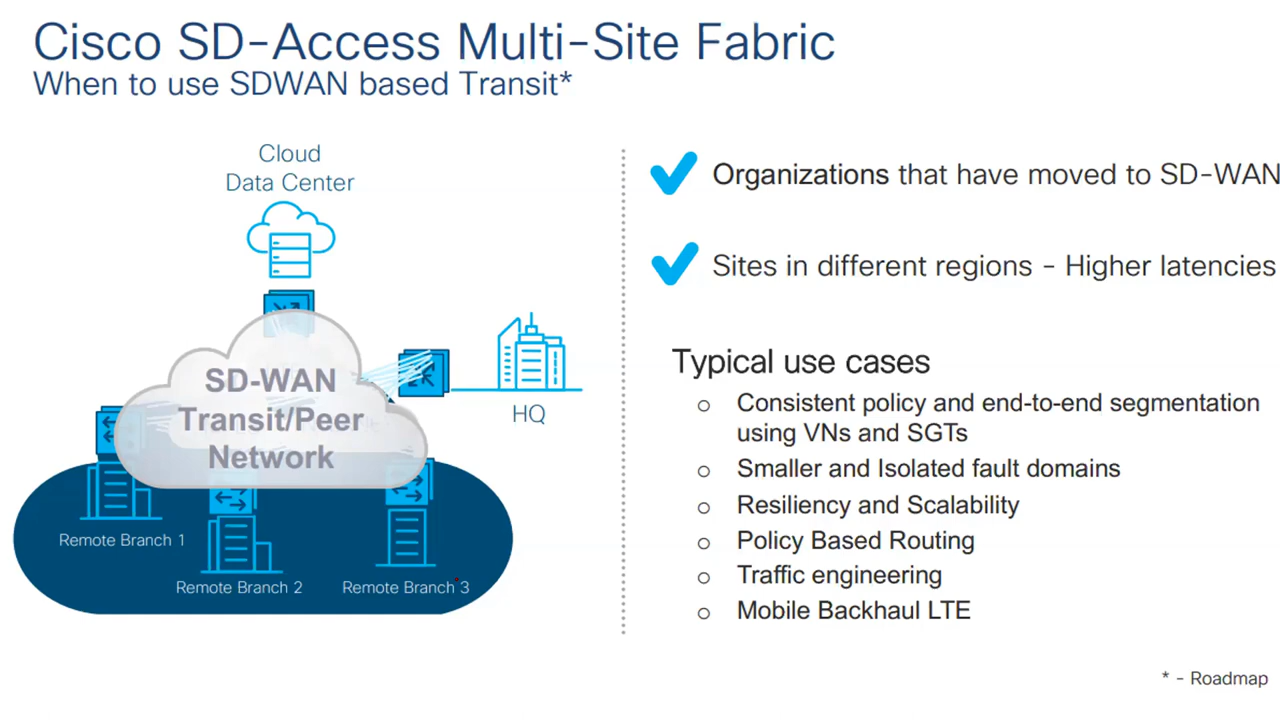 Cisco SD-Access Multi-Site Fabric
When to use SDWAN based Transit*
Cloud
Data Center
SD-WAN
Transit/Peer
Network
HQ
Remote Branch 1
Remote Branch 2
Remote Branch 3
Organizations that have moved to SD-WAN
Sites in different regions - Higher latencies
Typical use cases
o Consistent policy and end-to-end segmentation
using VNs and SGTs
o Smaller and Isolated fault domains
o Resiliency and Scalability
o Policy Based Routing
o Traffic engineering
o Mobile Backhaul LTE
* - Roadmap